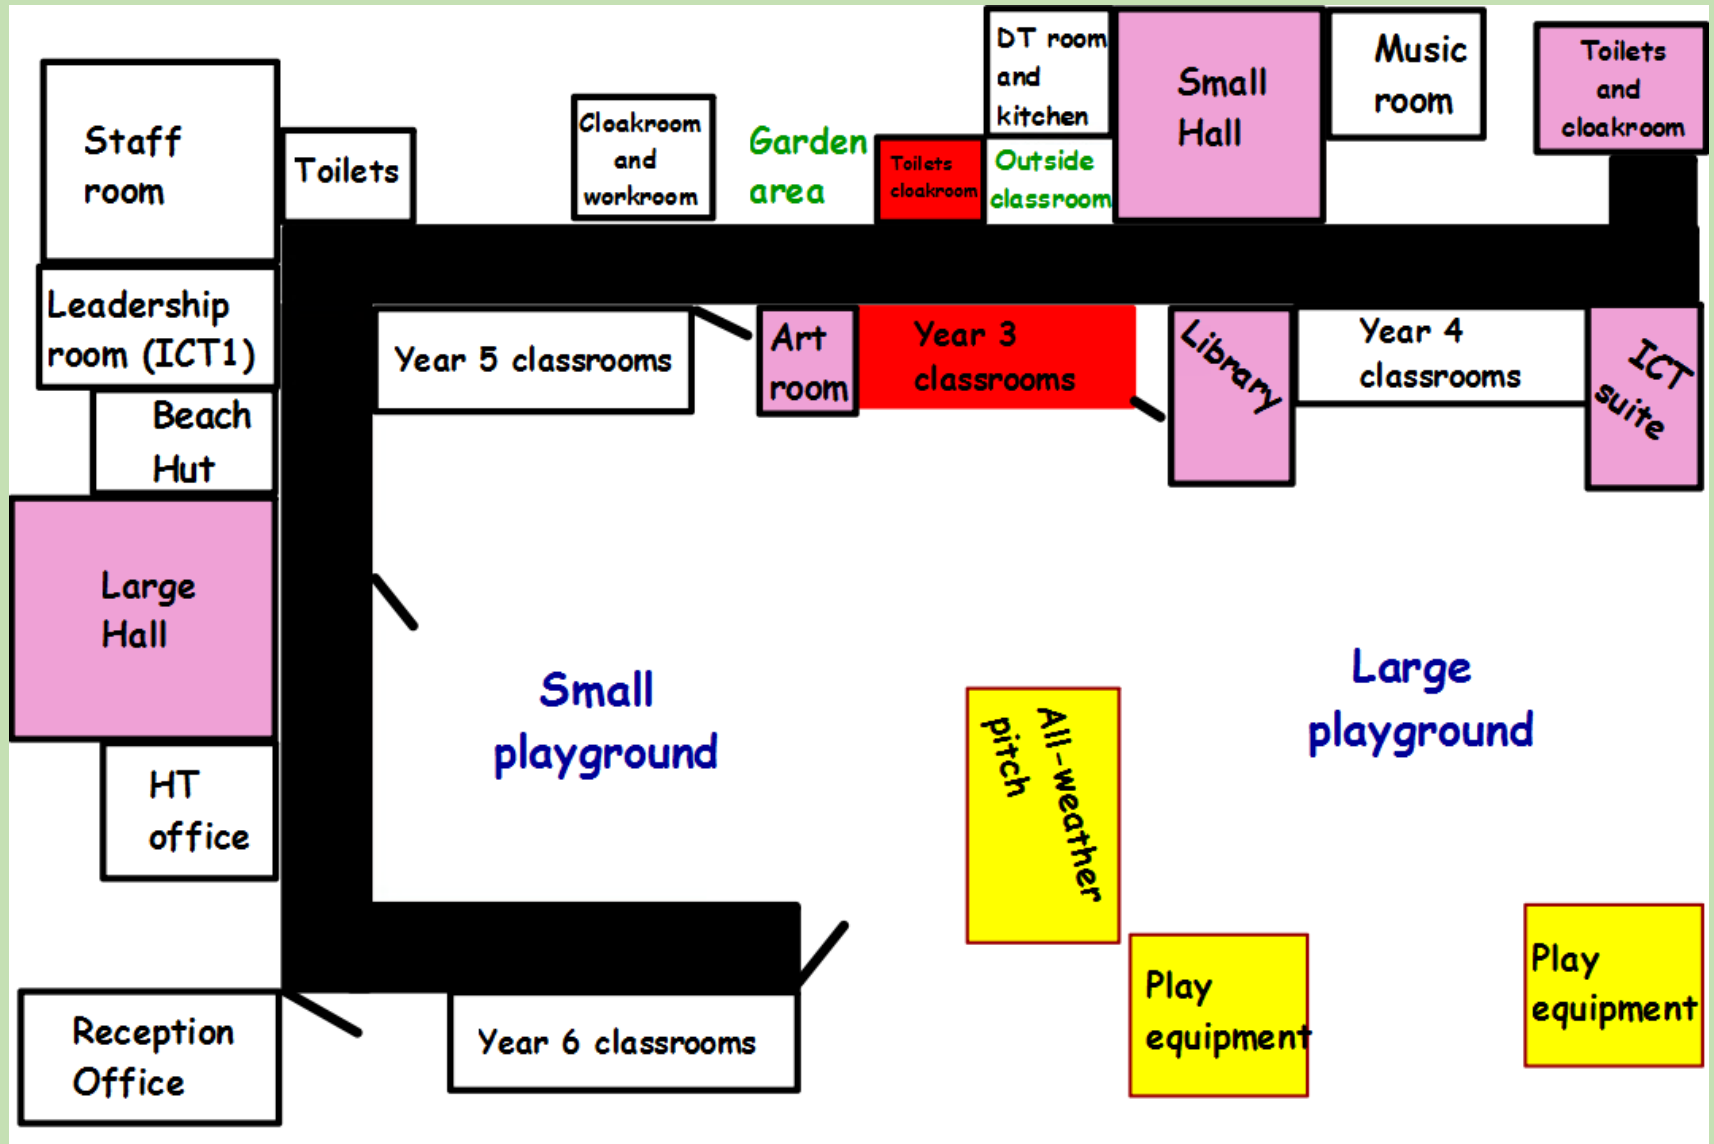 Staff
room
Toilets
Cloakroom
and
workroom
Garden
area
Toilets
cloakroom
DT room
and
kitchen
Outside
classroom
Small
Hall
Music
room
Toilets
and
cloakroom
Leadership
room (ICT1)
Year 5 classrooms
Art
room
Year 3
classrooms
Library
Year 4
classrooms
ICT
suite
Beach
Hut
Large
Hall
Small
playground
All-weather
pitch
Large
playground
HT
office
Play
equipment
Play
equipment
Reception
Office
Year 6 classrooms